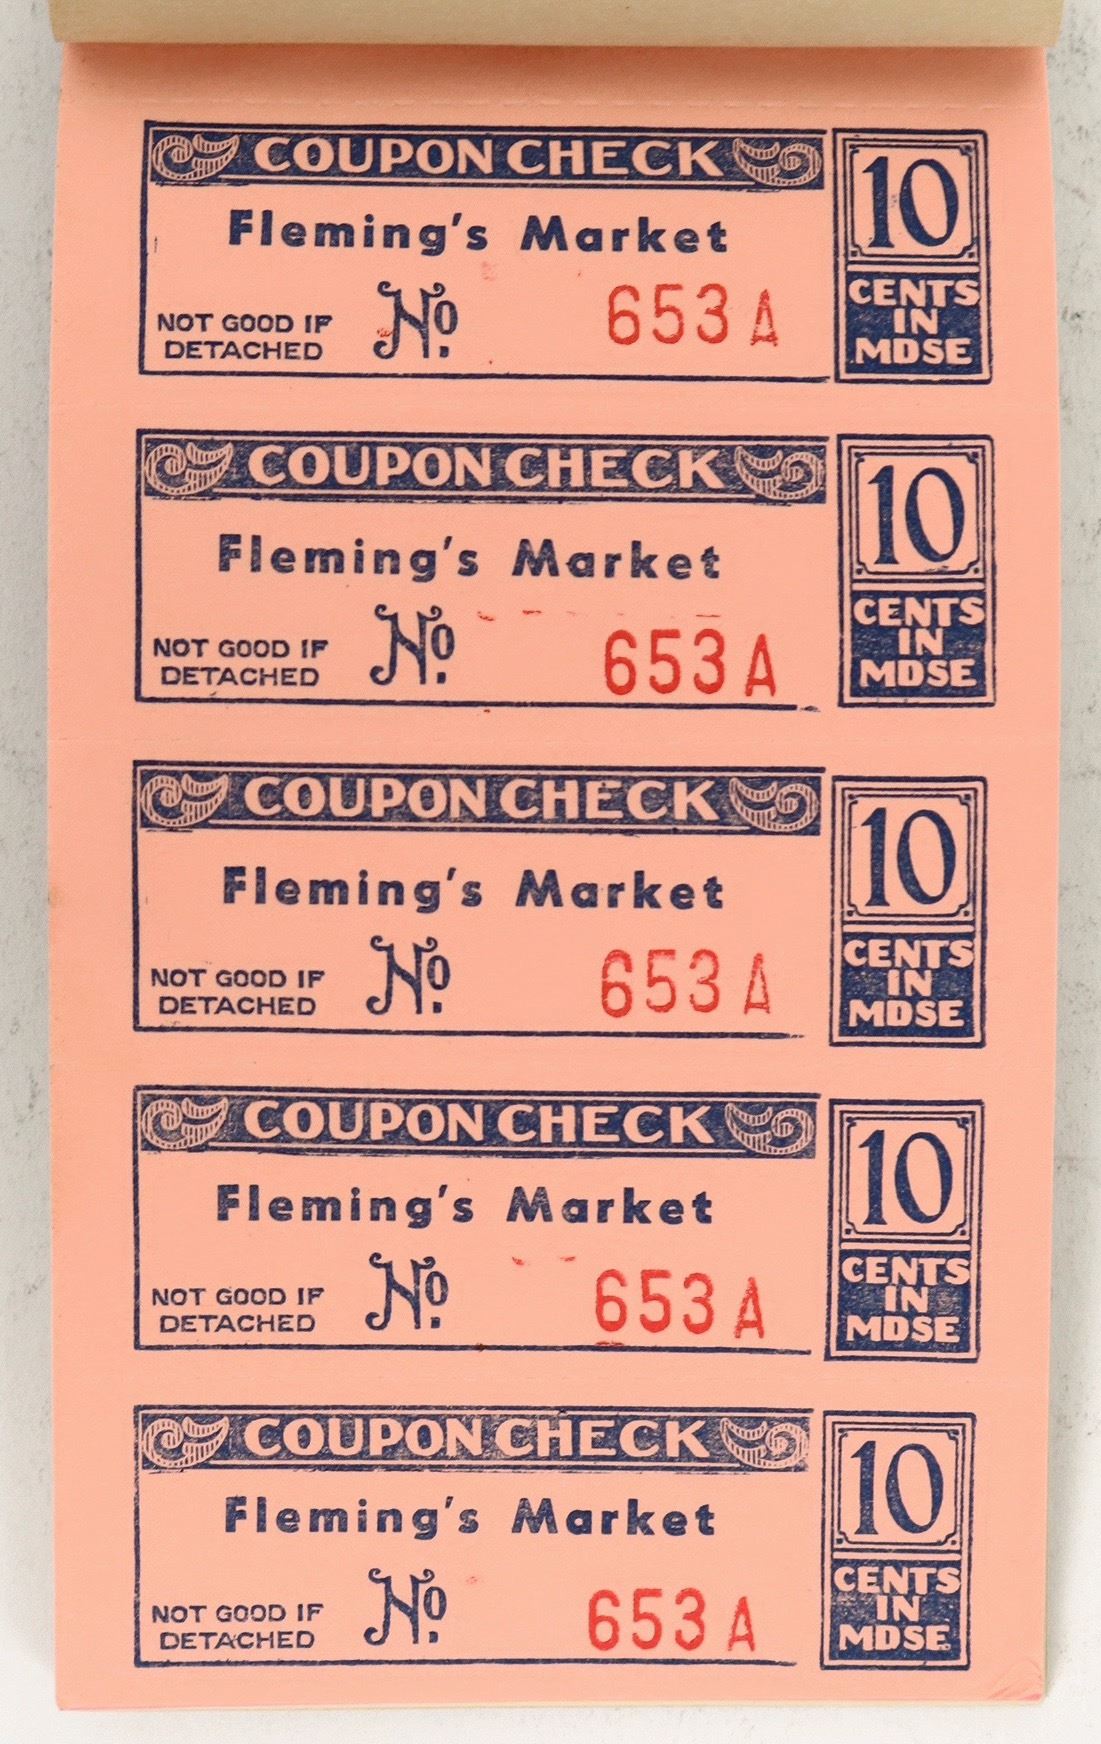 COUPON CHECK
Fleming's Market
NOT GOOD IF
DETACHED
No. 653 A
10
CENTS
IN
MDSE
COUPON CHECK
Fleming's Market
NOT GOOD IF
DETACHED
No. 653 A
10
CENTS
IN
MDSE
COUPON CHECK
Fleming's Market
NOT GOOD IF
DETACHED
No. 653 A
10
CENTS
IN
MDSE
COUPON CHECK
Fleming's Market
NOT GOOD IF
DETACHED
No. 653 A
10
CENTS
IN
MDSE
COUPON CHECK
Fleming's Market
NOT GOOD IF
DETACHED
No. 653 A
10
CENTS
IN
MDSE